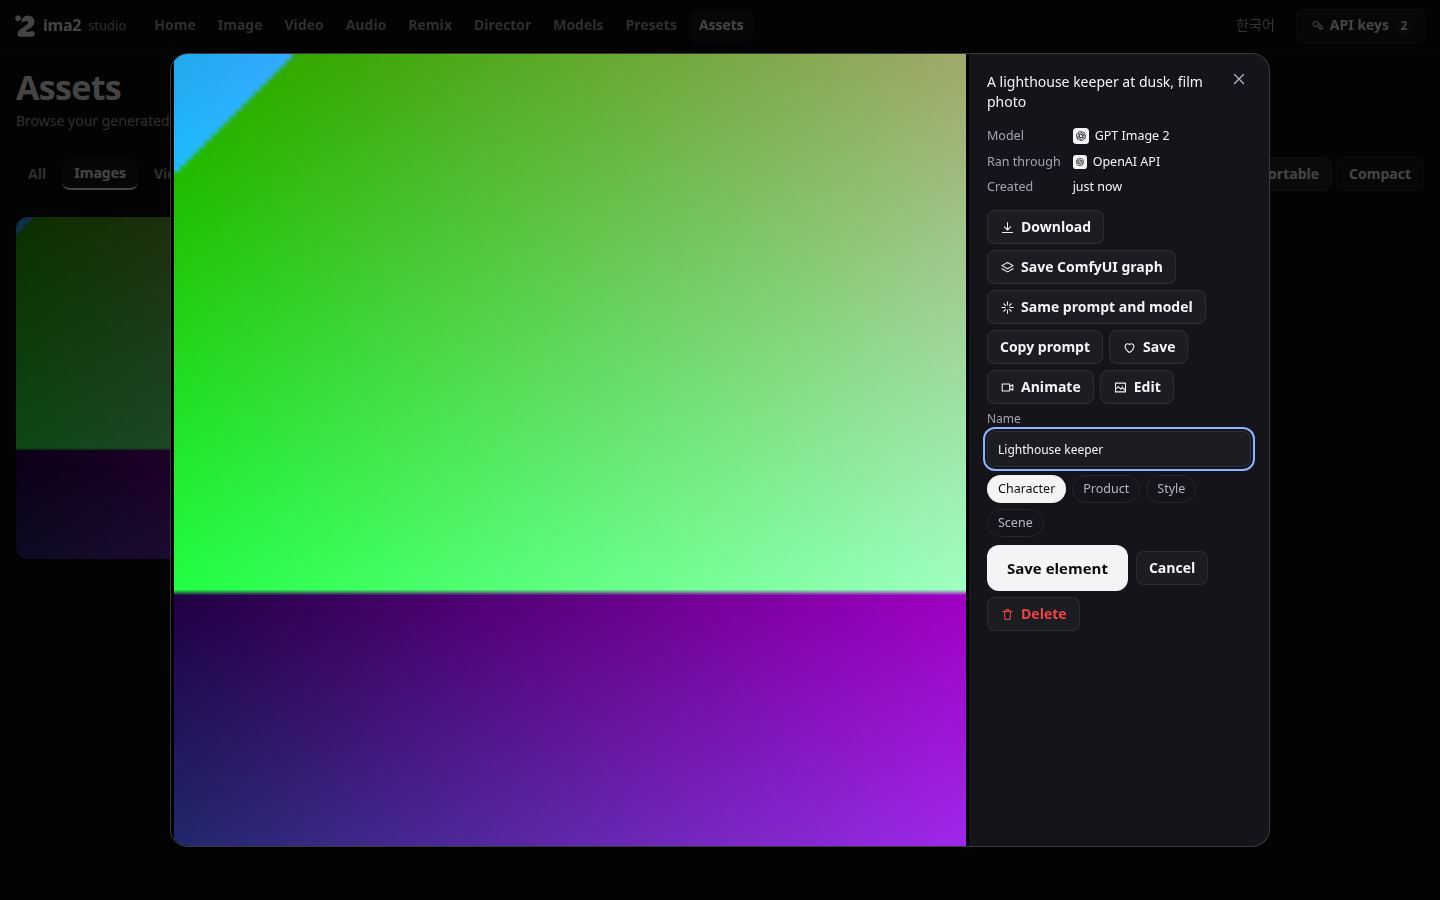 ima2 studio Home Image Video Audio Remix Director Models Presets Assets 한국어 API keys 2
Assets
Browse your generated
All Images
ortable Compact
A lighthouse keeper at dusk, film
photo
Model GPT Image 2
Ran through OpenAI API
Created just now
Download
Save ComfyUI graph
Same prompt and model
Copy prompt Save
Animate Edit
Name
Lighthouse keeper
Character Product Style
Scene
Save element Cancel
Delete